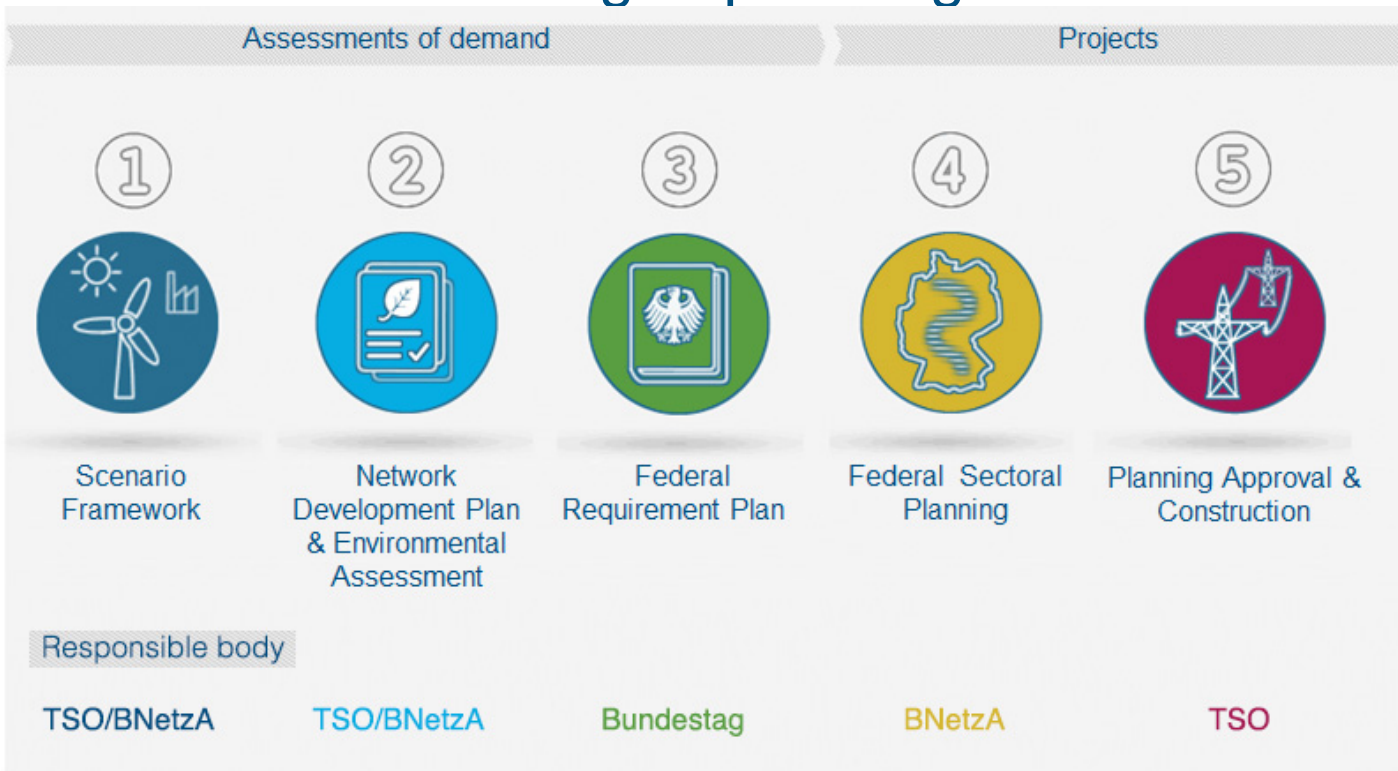 Assessments of demand
Projects
1
2
3
4
5
Scenario
Framework
Network
Development Plan
& Environmental
Assessment
Federal
Requirement Plan
Federal Sectoral
Planning
Planning Approval &
Construction
Responsible body
TSO/BNetzA
TSO/BNetzA
Bundestag
BNetzA
TSO